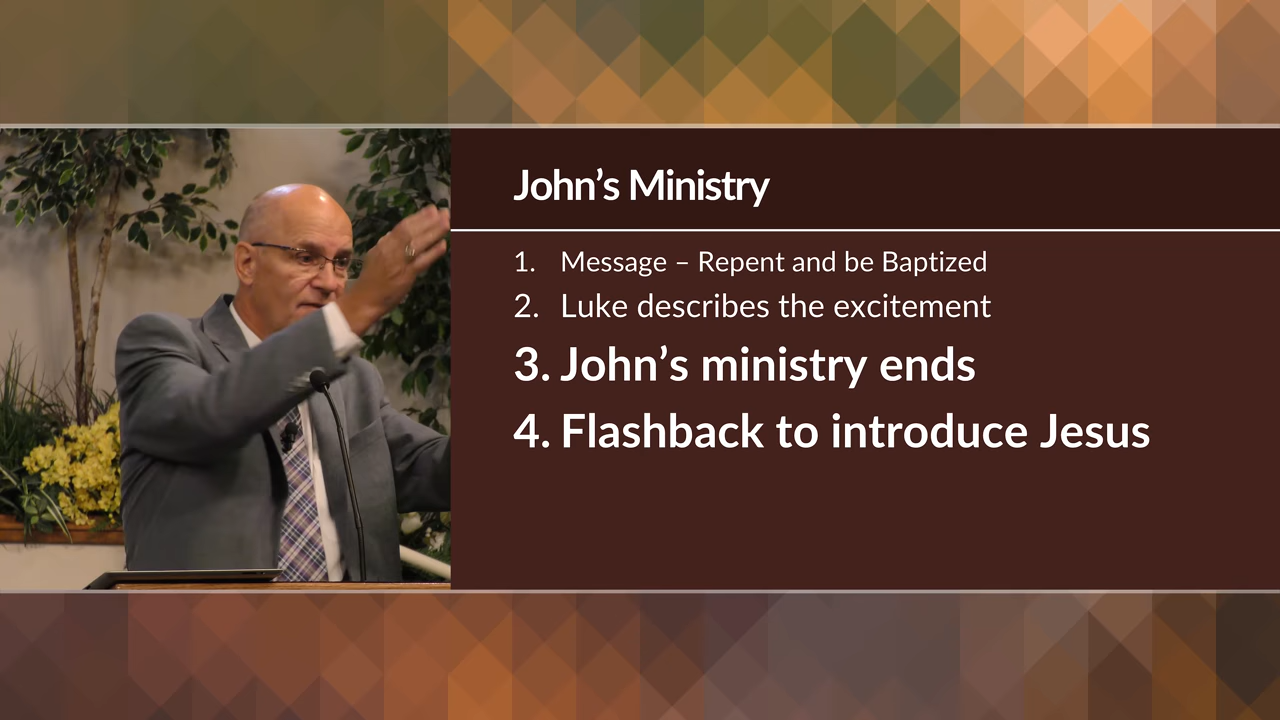 John’s Ministry
1. Message – Repent and be Baptized
2. Luke describes the excitement
3. John’s ministry ends
4. Flashback to introduce Jesus